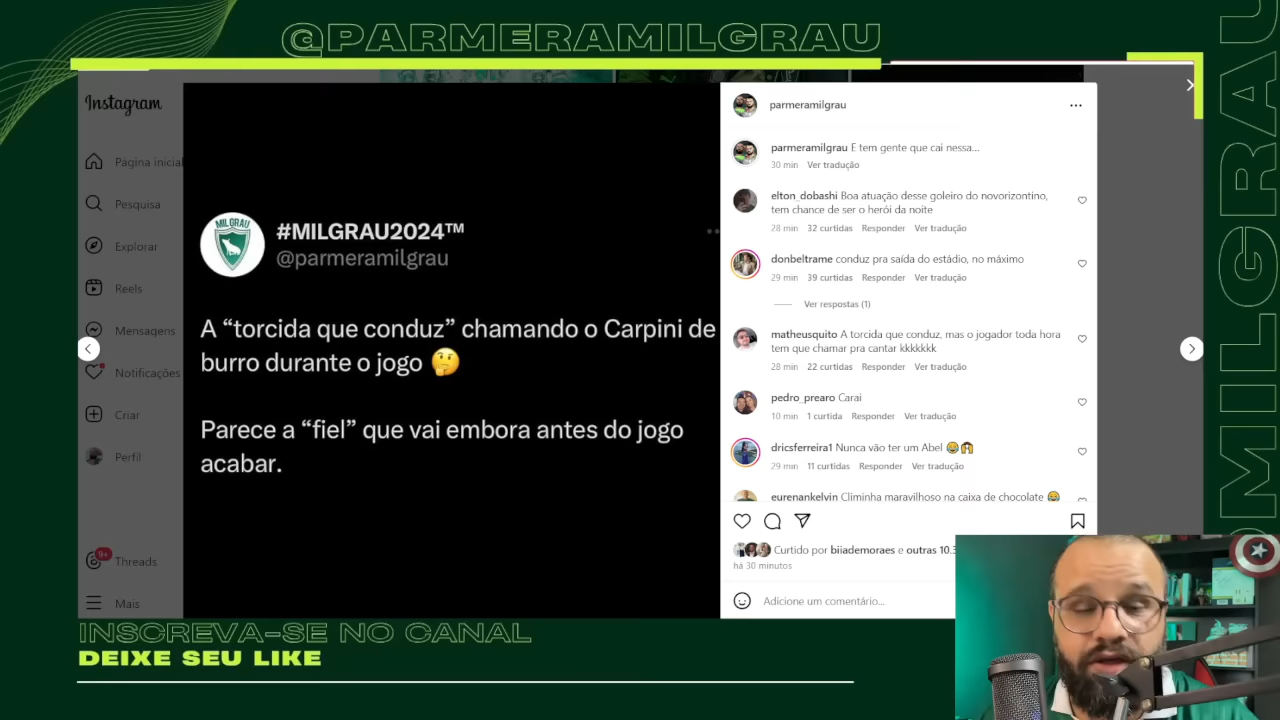 @PARMERAMILGRAU
Instagram
Página inicial
Pesquisa
Explorar
Reels
Mensagens
Notificações
Criar
Perfil
9+
Threads
Mais
MILGRAU
#MILGRAU2024™
@parmeramilgrau
A “torcida que conduz” chamando o Carpini de
burro durante o jogo 🤔
Parece a “fiel” que vai embora antes do jogo
acabar.
parmeramilgrau
parmeramilgrau E tem gente que cai nessa...
30 min Ver tradução
elton_dobashi Boa atuação desse goleiro do novorizontino,
tem chance de ser o herói da noite
28 min 32 curtidas Responder Ver tradução
donbeltrame conduz pra saída do estádio, no máximo
29 min 39 curtidas Responder Ver tradução
Ver respostas (1)
matheusquito A torcida que conduz, mas o jogador toda hora
tem que chamar pra cantar kkkkkkk
28 min 22 curtidas Responder Ver tradução
pedro_prearo Carai
10 min 1 curtida Responder Ver tradução
dricsferreira1 Nunca vão ter um Abel 😂🙌
29 min 11 curtidas Responder Ver tradução
eurenankelvin Climinha maravilhoso na caixa de chocolate 😂
Curtido por biiademoraes e outras 10.3
há 30 minutos
Adicione um comentário...
INSCREVA-SE NO CANAL
DEIXE SEU LIKE
OMILGRAU